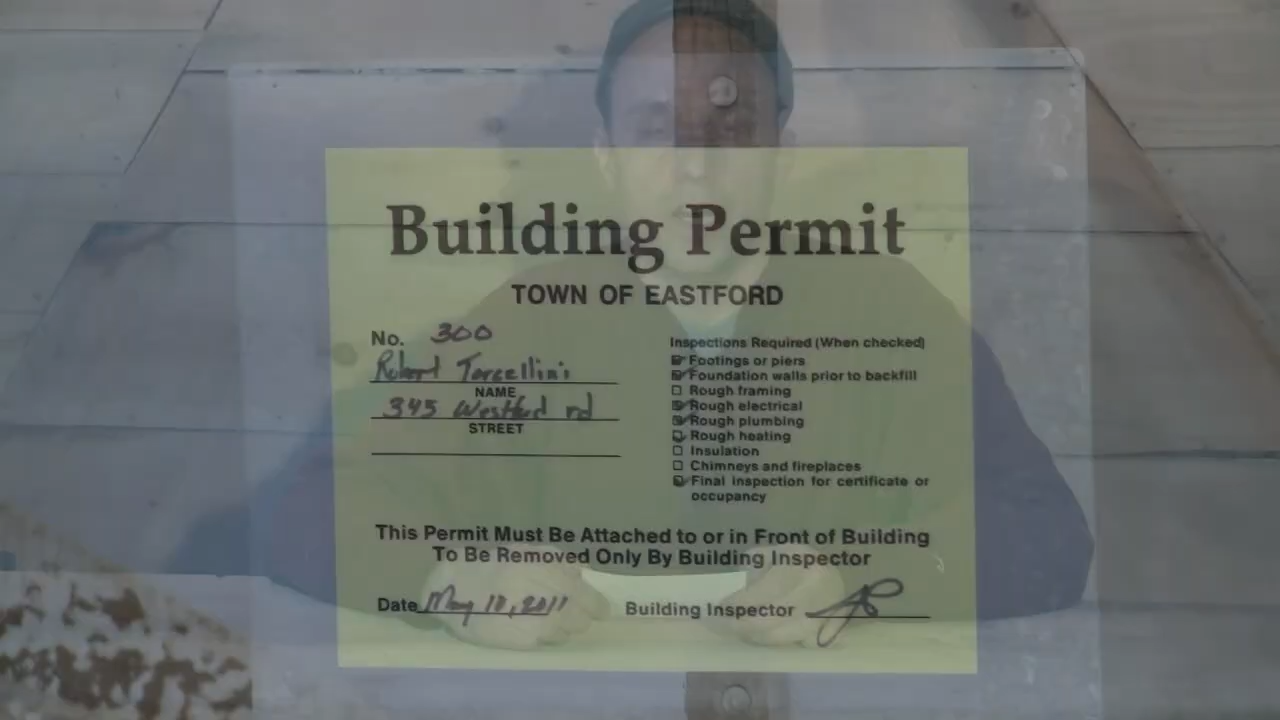 Building Permit
TOWN OF EASTFORD
No. 300
Robert Torcellini
NAME
345 Westford rd
STREET
Inspections Required (When checked)
Footings or piers
Foundation walls prior to backfill
Rough framing
Rough electrical
Rough plumbing
Rough heating
Insulation
Chimneys and fireplaces
Final inspection for certificate or
occupancy
This Permit Must Be Attached to or in Front of Building
To Be Removed Only By Building Inspector
Date May 10, 2011
Building Inspector